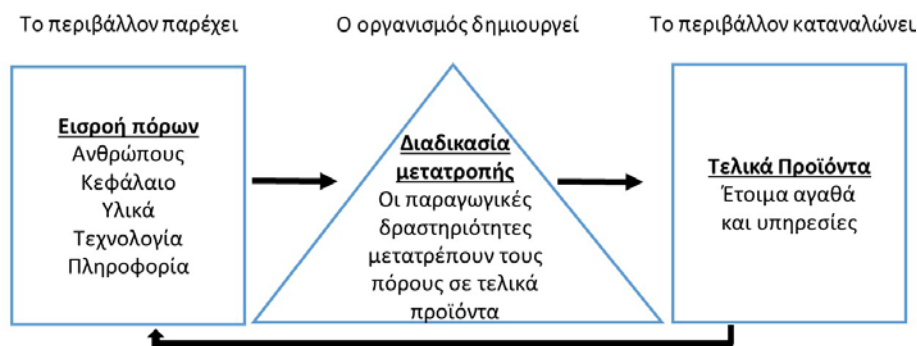 Το περιβάλλον παρέχει
Ο οργανισμός δημιουργεί
Το περιβάλλον καταναλώνει
Εισροή πόρων
Ανθρώπους
Κεφάλαιο
Υλικά
Τεχνολογία
Πληροφορία
Διαδικασία
μετατροπής
Οι παραγωγικές
δραστηριότητες
μετατρέπουν τους
πόρους σε τελικά
προϊόντα
Τελικά Προϊόντα
Έτοιμα αγαθά
και υπηρεσίες